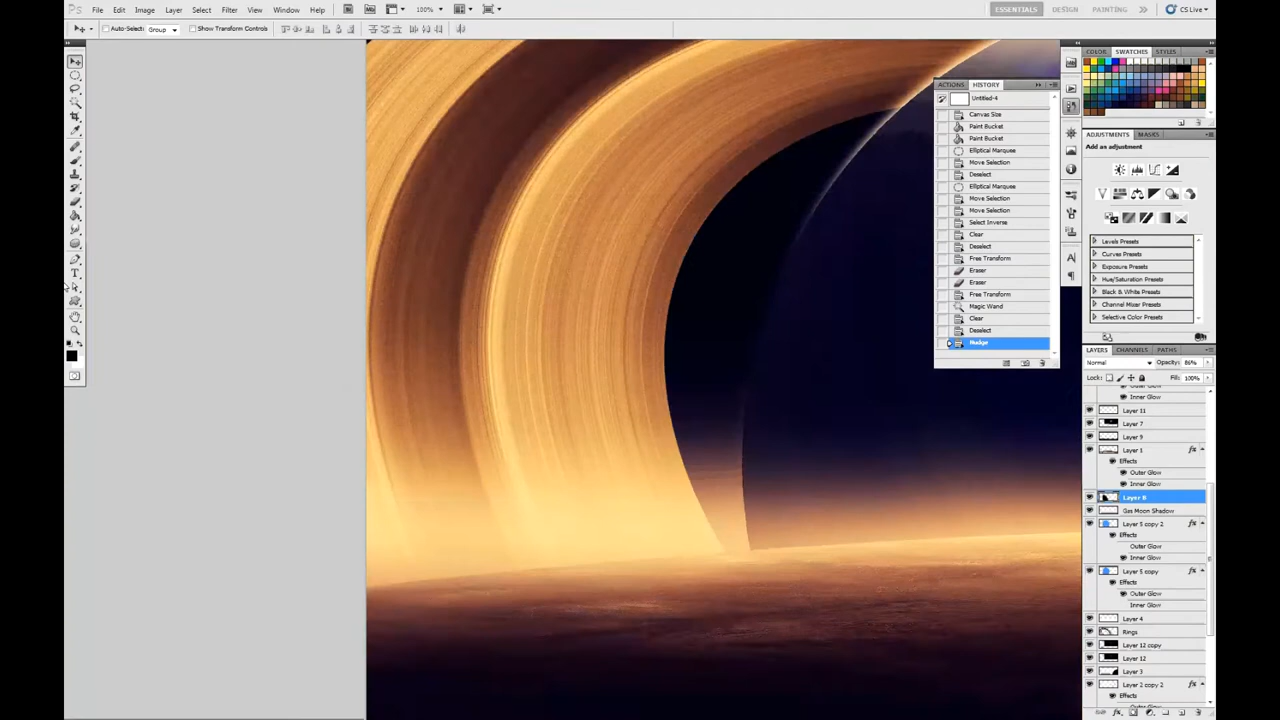 Ps File Edit Image Layer Select Filter View Window Help Br Mb 100% ESSENTIALS DESIGN PAINTING CS Live
Auto-Select: Group Show Transform Controls
COLOR SWATCHES STYLES
ACTIONS HISTORY
Untitled-4
Canvas Size
Paint Bucket
Paint Bucket
Elliptical Marquee
Move Selection
Deselect
Elliptical Marquee
Move Selection
Move Selection
Select Inverse
Clear
Deselect
Free Transform
Eraser
Eraser
Free Transform
Magic Wand
Clear
Deselect
Nudge
ADJUSTMENTS MASKS
Add an adjustment
Levels Presets
Curves Presets
Exposure Presets
Hue/Saturation Presets
Black & White Presets
Channel Mixer Presets
Selective Color Presets
LAYERS CHANNELS PATHS
Normal Opacity: 86%
Lock: Fill: 100%
Inner Glow
Layer 11
Layer 7
Layer 9
Layer 1 fx
Effects
Outer Glow
Inner Glow
Layer 8
Gas Moon Shadow
Layer 5 copy 2
Effects
Outer Glow
Inner Glow
Layer 5 copy fx
Effects
Outer Glow
Inner Glow
Layer 4
Rings
Layer 12 copy
Layer 12
Layer 3
Layer 2 copy 2 fx
Effects